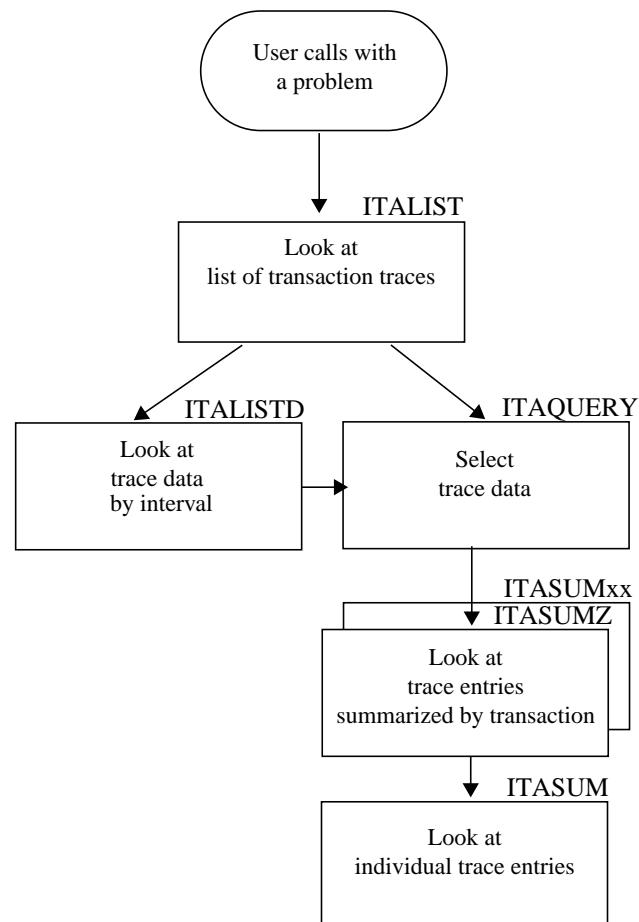 User calls with
a problem
ITALIST
Look at
list of transaction traces
ITALISTD
Look at
trace data
by interval
ITAQUERY
Select
trace data
ITASUMxx
ITASUMZ
Look at
trace entries
summarized by transaction
ITASUM
Look at
individual trace entries